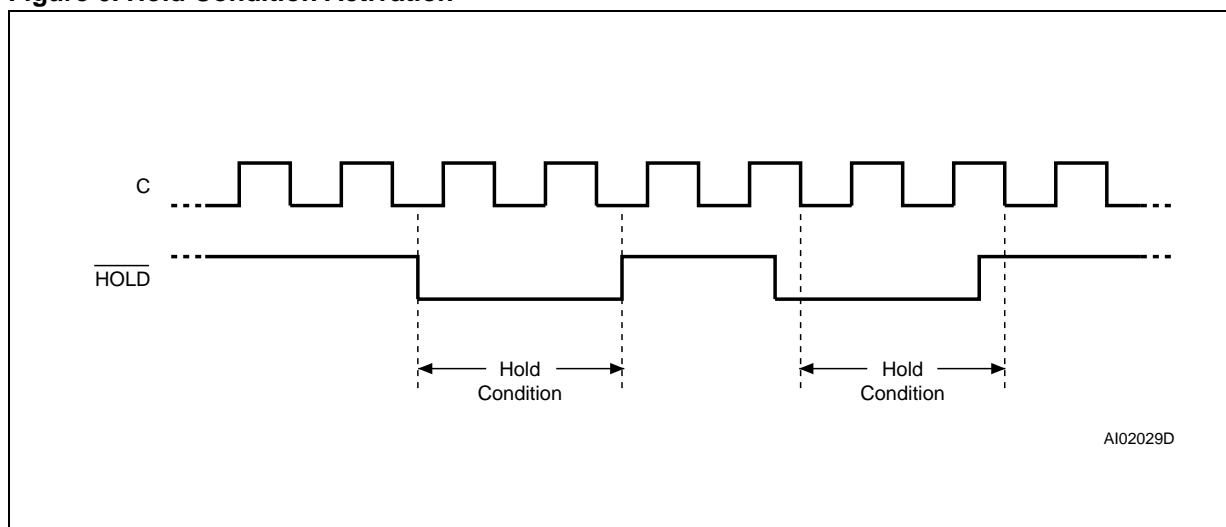 Figure 6. Hold Condition Activation
C
HOLD
Hold
Condition
Hold
Condition
AI02029D